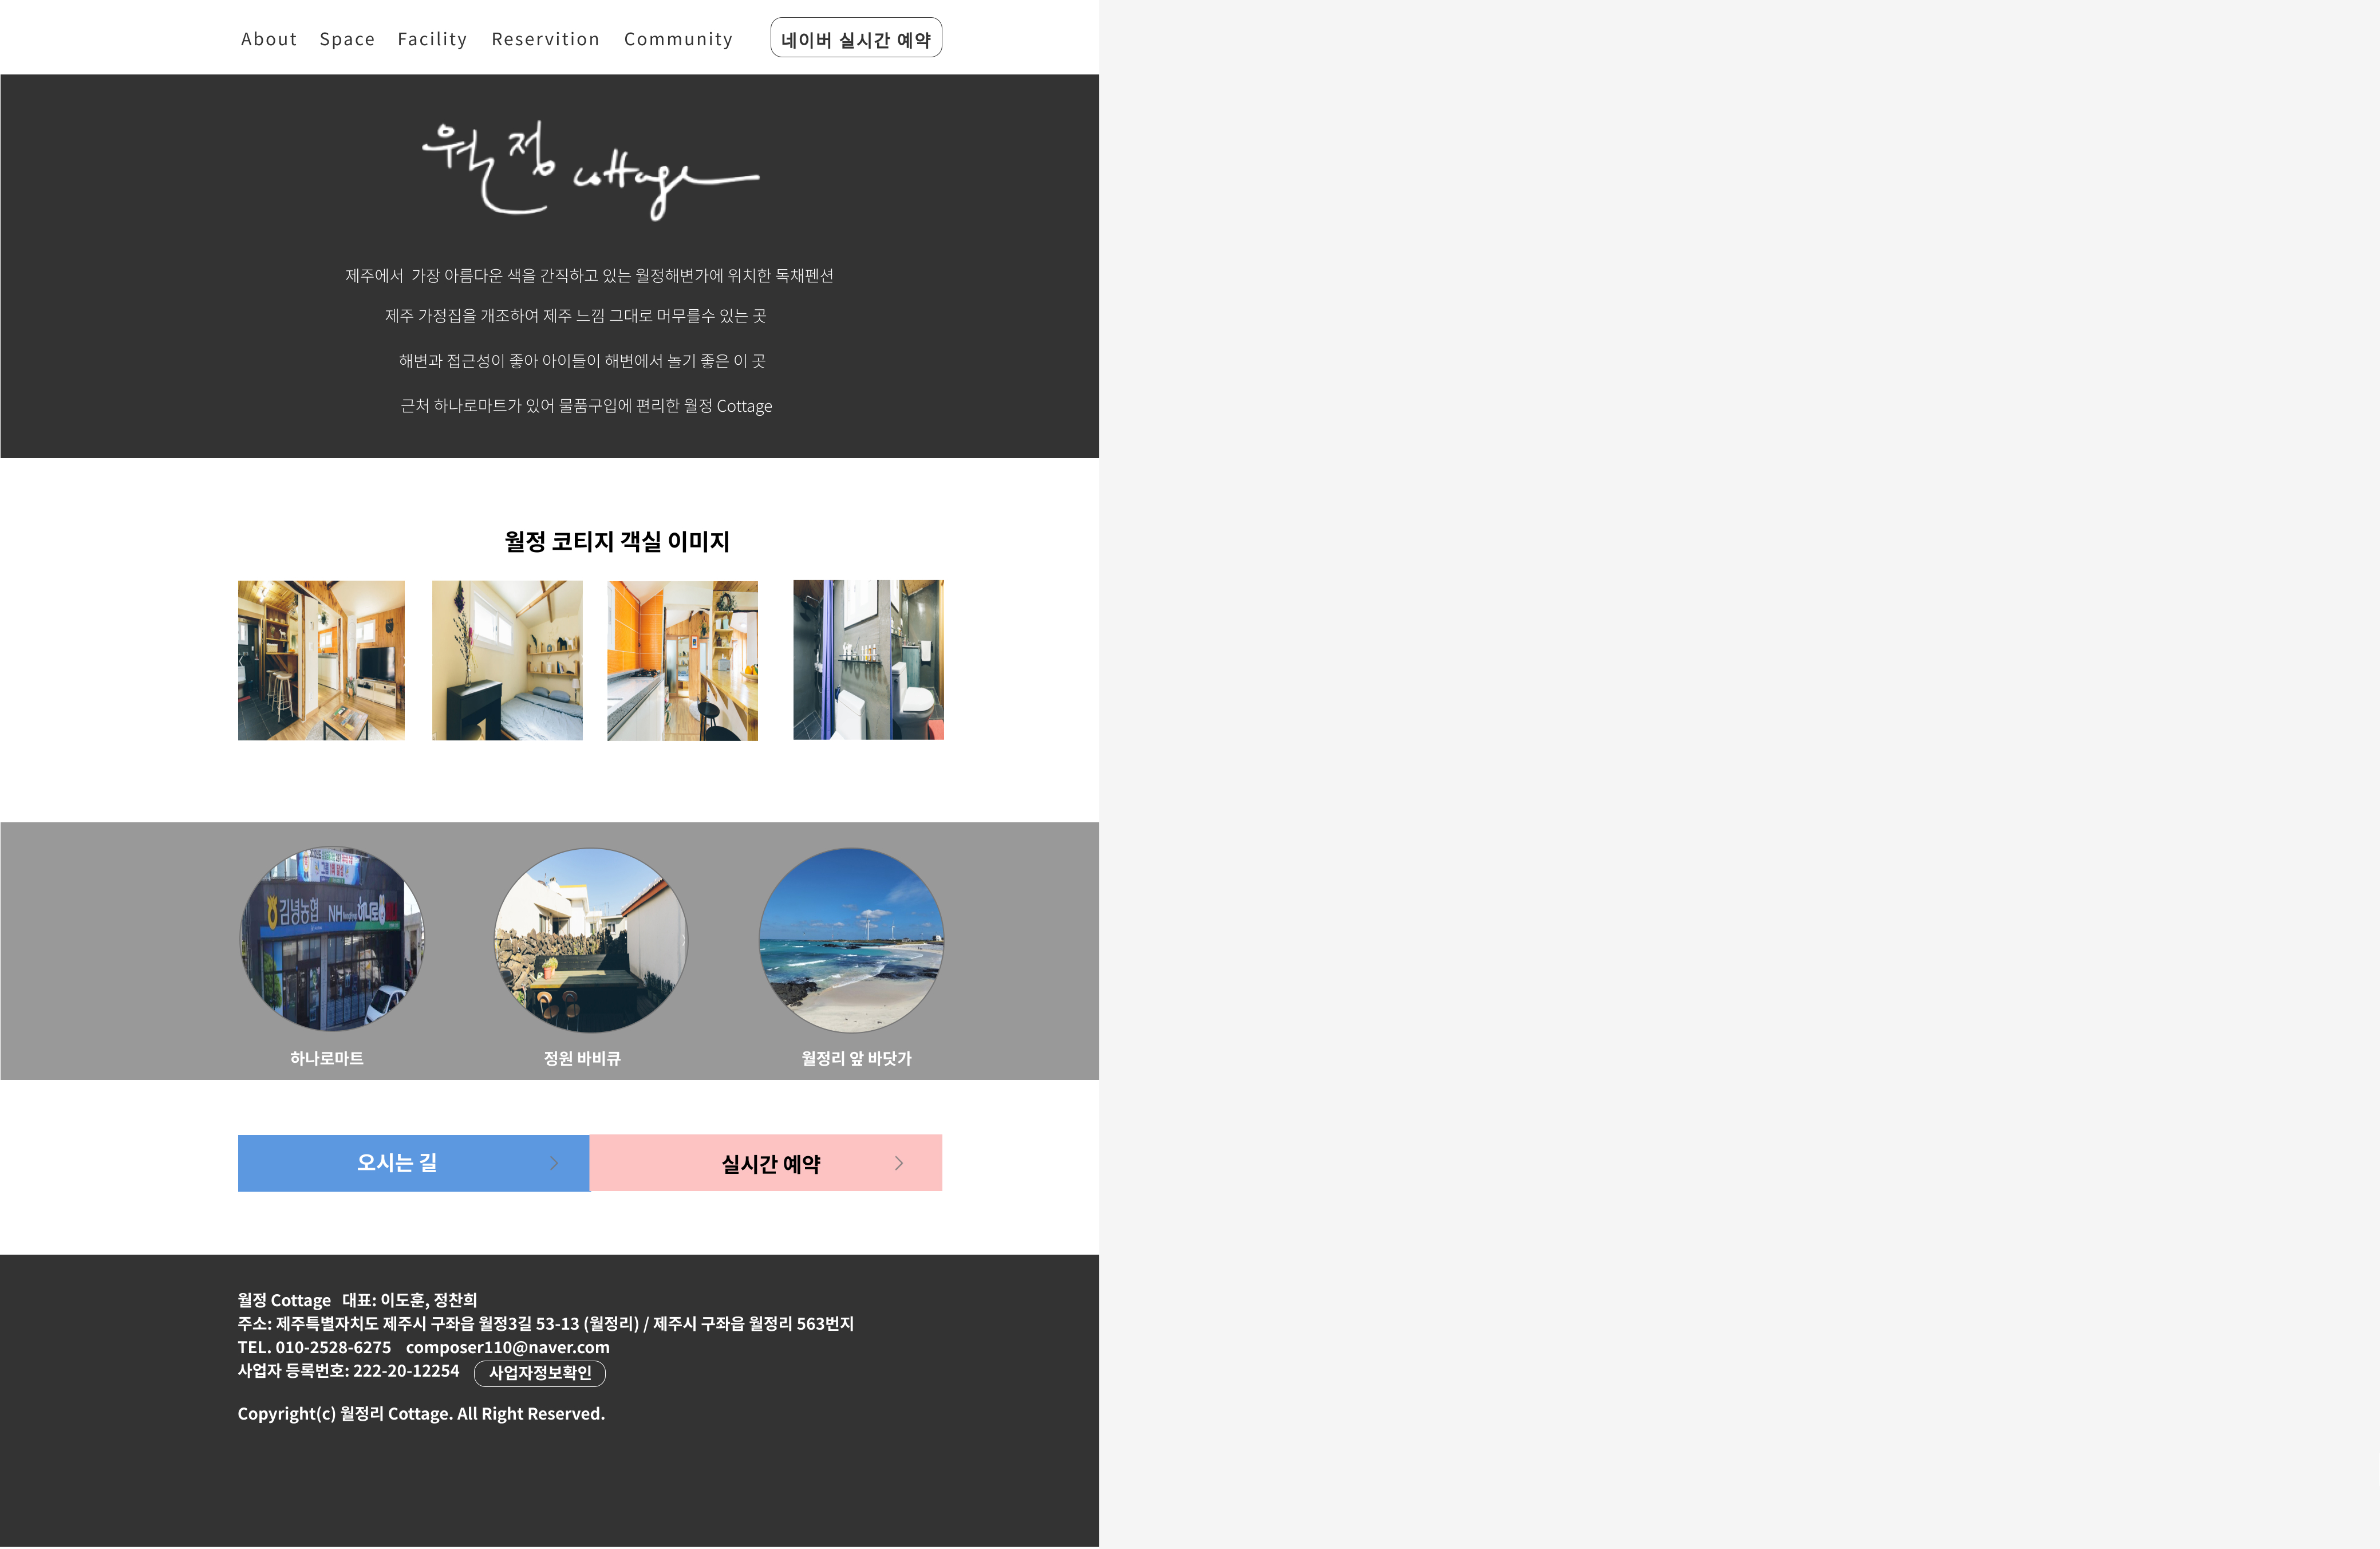 About Space Facility Reservition Community 네이버 실시간 예약
월정 cottage
제주에서 가장 아름다운 색을 간직하고 있는 월정해변가에 위치한 독채펜션
제주 가정집을 개조하여 제주 느낌 그대로 머무를수 있는 곳
해변과 접근성이 좋아 아이들이 해변에서 놀기 좋은 이 곳
근처 하나로마트가 있어 물품구입에 편리한 월정 Cottage
월정 코티지 객실 이미지
김녕농협 NH 하나로
하나로마트 정원 바비큐 월정리 앞 바닷가
오시는 길 실시간 예약
월정 Cottage 대표: 이도훈, 정찬희
주소: 제주특별자치도 제주시 구좌읍 월정3길 53-13 (월정리) / 제주시 구좌읍 월정리 563번지
TEL. 010-2528-6275 composer110@naver.com
사업자 등록번호: 222-20-12254 사업자정보확인
Copyright(c) 월정리 Cottage. All Right Reserved.